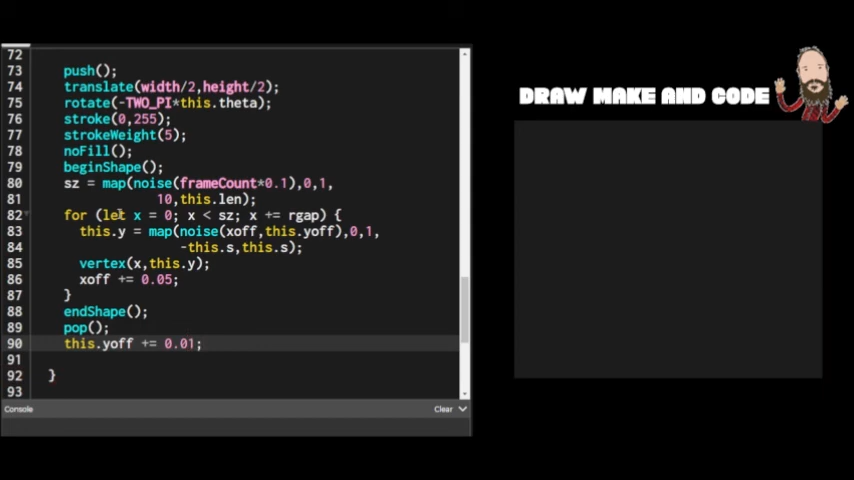 72
73 push();
74 translate(width/2,height/2);
75 rotate(-TWO_PI*this.theta);
76 stroke(0,255);
77 strokeWeight(5);
78 noFill();
79 beginShape();
80 sz = map(noise(frameCount*0.1),0,1,
81 10,this.len);
82 for (let x = 0; x < sz; x += rgap) {
83 this.y = map(noise(xoff,this.yoff),0,1,
84 -this.s,this.s);
85 vertex(x,this.y);
86 xoff += 0.05;
87 }
88 endShape();
89 pop();
90 this.yoff += 0.01;
91
92 }
93
Console Clear
DRAW MAKE AND CODE